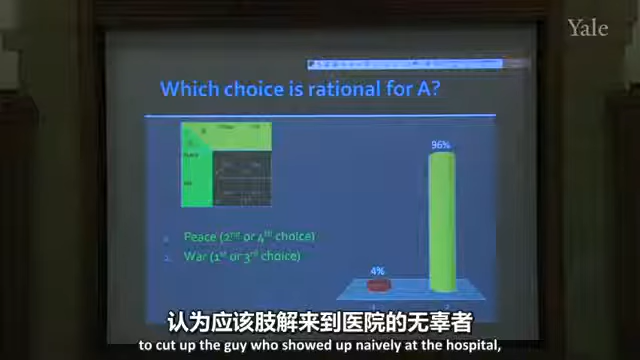 Yale
Which choice is rational for A?
96%
1. Peace (2nd or 4th choice)
2. War (1st or 3rd choice)
4%
认为应该肢解来到医院的无辜者
to cut up the guy who showed up naively at the hospital,